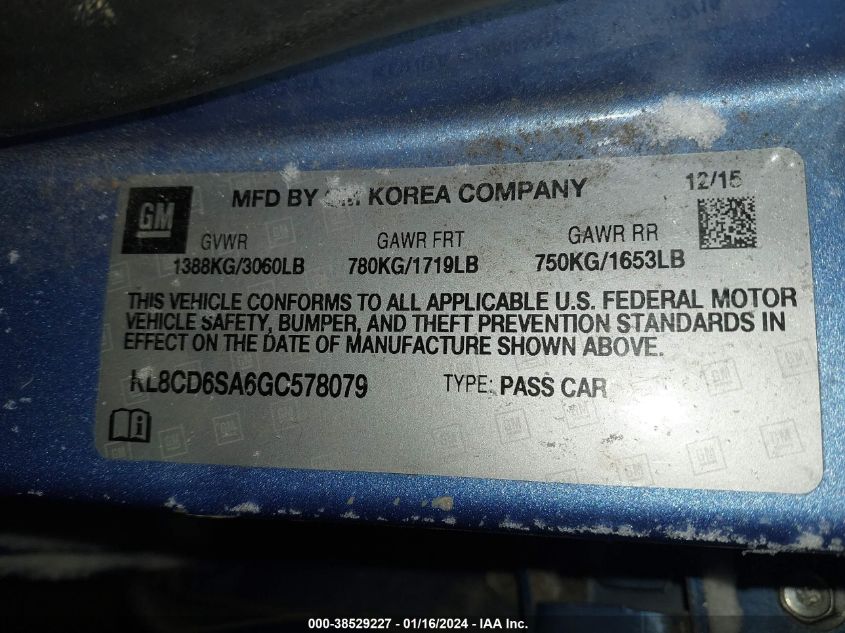 GM
MFD BY GM KOREA COMPANY
12/15
GVWR
GAWR FRT
GAWR RR
1388KG/3060LB
780KG/1719LB
750KG/1653LB
THIS VEHICLE CONFORMS TO ALL APPLICABLE U.S. FEDERAL MOTOR
VEHICLE SAFETY, BUMPER, AND THEFT PREVENTION STANDARDS IN
EFFECT ON THE DATE OF MANUFACTURE SHOWN ABOVE.
KL8CD6SA6GC578079
TYPE: PASS CAR
000-38529227 - 01/16/2024 - IAA Inc.